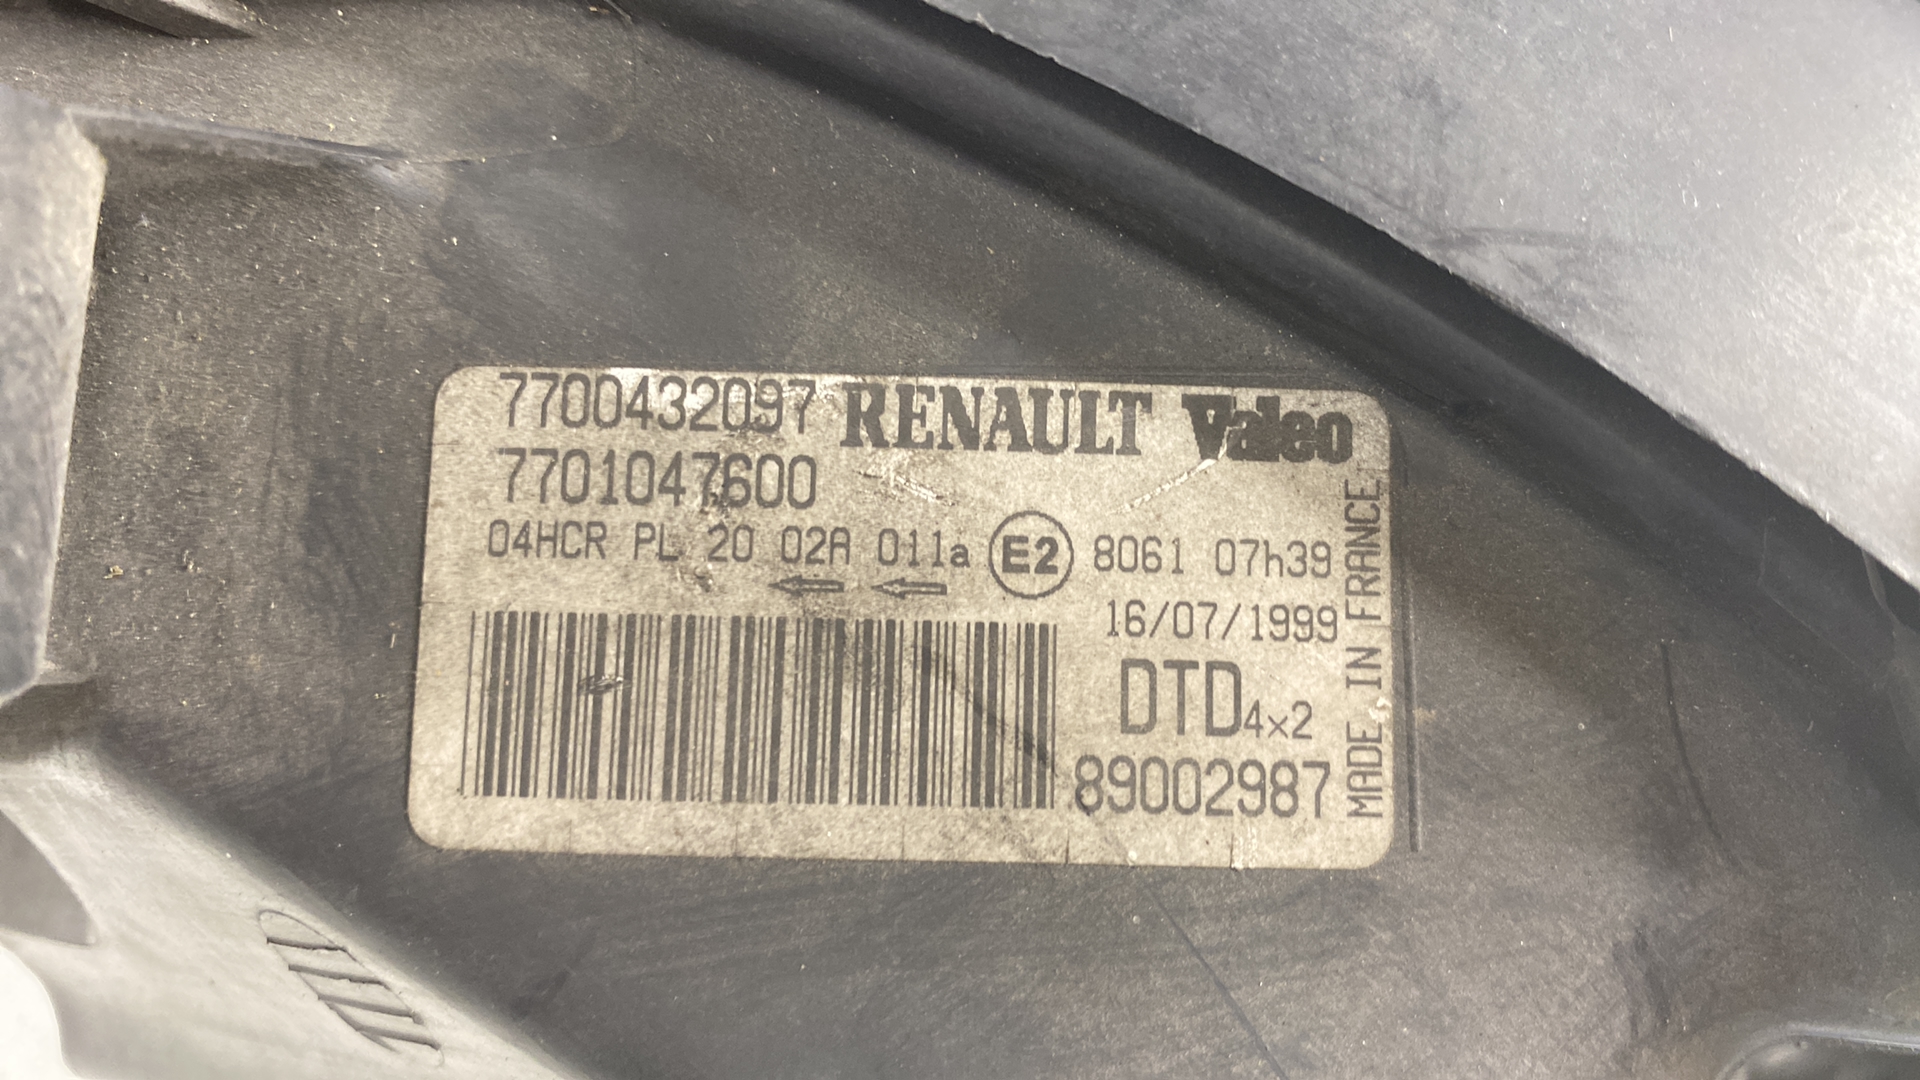 7700432097 RENAULT Valeo
7701047600
04HCR PL 20 02A 011a E2 8061 07h39
16/07/1999
DTD4x2
89002987
MADE IN FRANCE